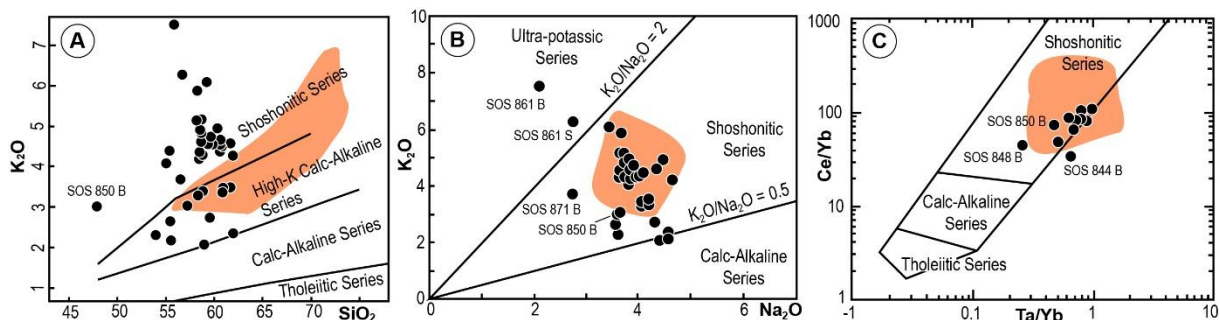 A
7
6
5
4
3
2
1
K₂O
45
50
55
60
65
70
SiO₂
SOS 850 B
Shoshonitic Series
High-K Calc-Alkaline
Series
Calc-Alkaline Series
Tholeiitic Series
B
10
8
6
4
2
0
K₂O
0
2
4
6
Na₂O
Ultra-potassic
Series
K₂O/Na₂O = 2
SOS 861 B
SOS 861 S
Shoshonitic
Series
SOS 871 B
SOS 850 B
K₂O/Na₂O = 0.5
Calc-Alkaline
Series
C
1000
100
10
1
Ce/Yb
-1
0.1
1
10
Ta/Yb
Shoshonitic
Series
SOS 850 B
SOS 848 B
SOS 844 B
Calc-Alkaline
Series
Tholeiitic Series